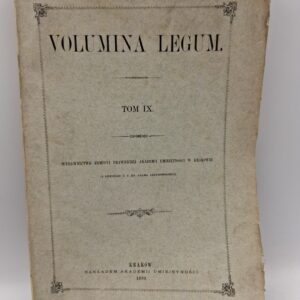 VOLUMINA LEGUM.
TOM IX.
WYDAWNICTWO KOMISYI PRAWNICZEJ AKADEMII UMIEJĘTNOŚCI W KRAKOWIE
KRAKÓW
NAKŁADEM AKADEMII UMIEJĘTNOŚCI
1889.